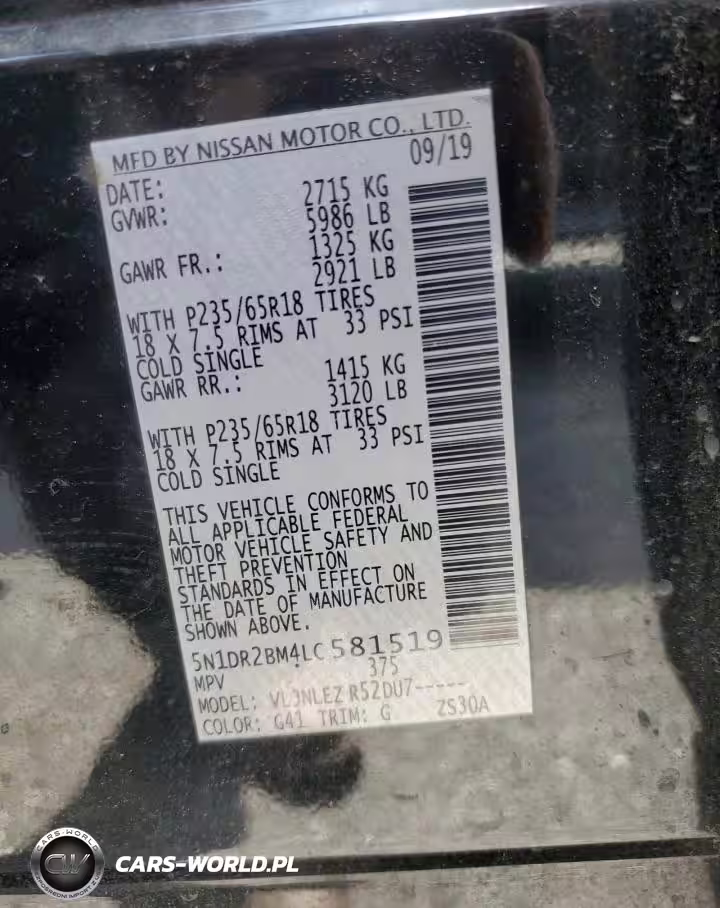 MFD BY NISSAN MOTOR CO., LTD.
DATE: 09/19
GVWR: 2715 KG
5986 LB
GAWR FR.: 1325 KG
2921 LB
WITH P235/65R18 TIRES
18 X 7.5 RIMS AT 33 PSI
COLD SINGLE
GAWR RR.: 1415 KG
3120 LB
WITH P235/65R18 TIRES
18 X 7.5 RIMS AT 33 PSI
COLD SINGLE
THIS VEHICLE CONFORMS TO
ALL APPLICABLE FEDERAL
MOTOR VEHICLE SAFETY AND
THEFT PREVENTION
STANDARDS IN EFFECT ON
THE DATE OF MANUFACTURE
SHOWN ABOVE.
5N1DR2BM4LC581519
MPV 375
MODEL: VL3NLEZ R52DU7-----
COLOR: G41 TRIM: G ZS30A
CARS-WORLD
CW
CARS-WORLD.PL